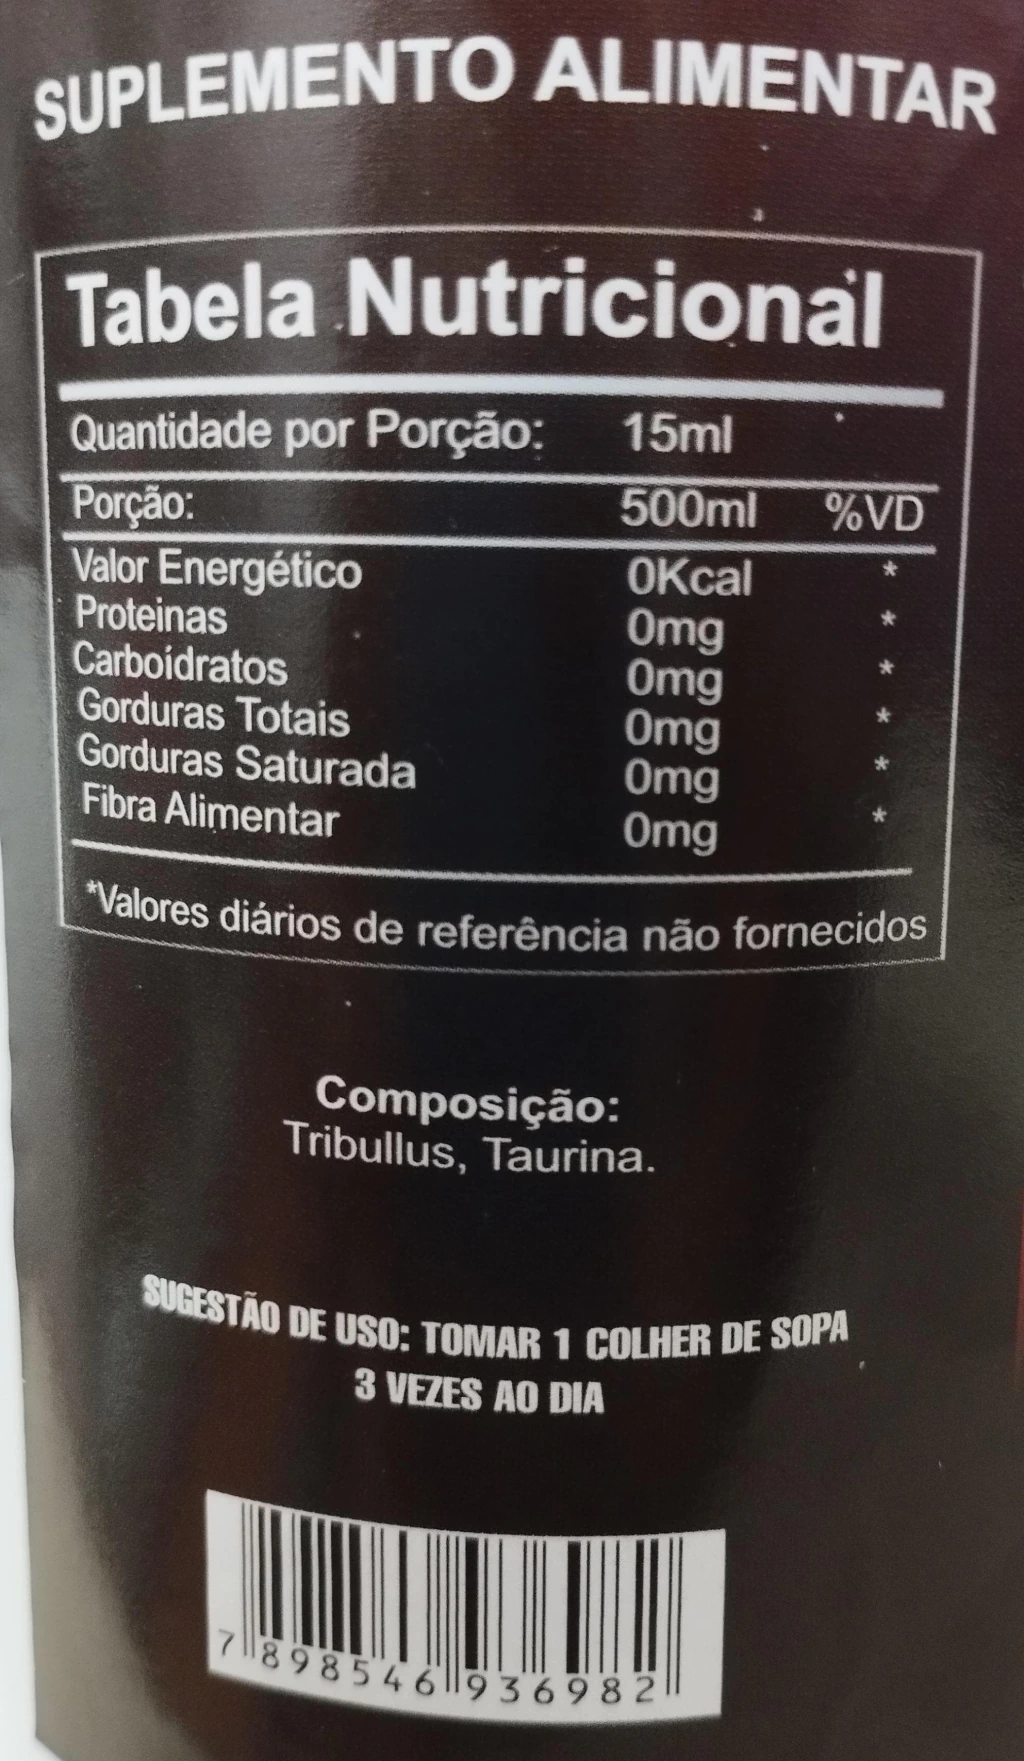 SUPLEMENTO ALIMENTAR
Tabela Nutricional
Quantidade por Porção: 15ml
Porção: 500ml %VD
Valor Energético 0Kcal *
Proteinas 0mg *
Carboídratos 0mg *
Gorduras Totais 0mg *
Gorduras Saturada 0mg *
Fibra Alimentar 0mg *
*Valores diários de referência não fornecidos
Composição:
Tribullus, Taurina.
SUGESTÃO DE USO: TOMAR 1 COLHER DE SOPA
3 VEZES AO DIA
7 898546 936982